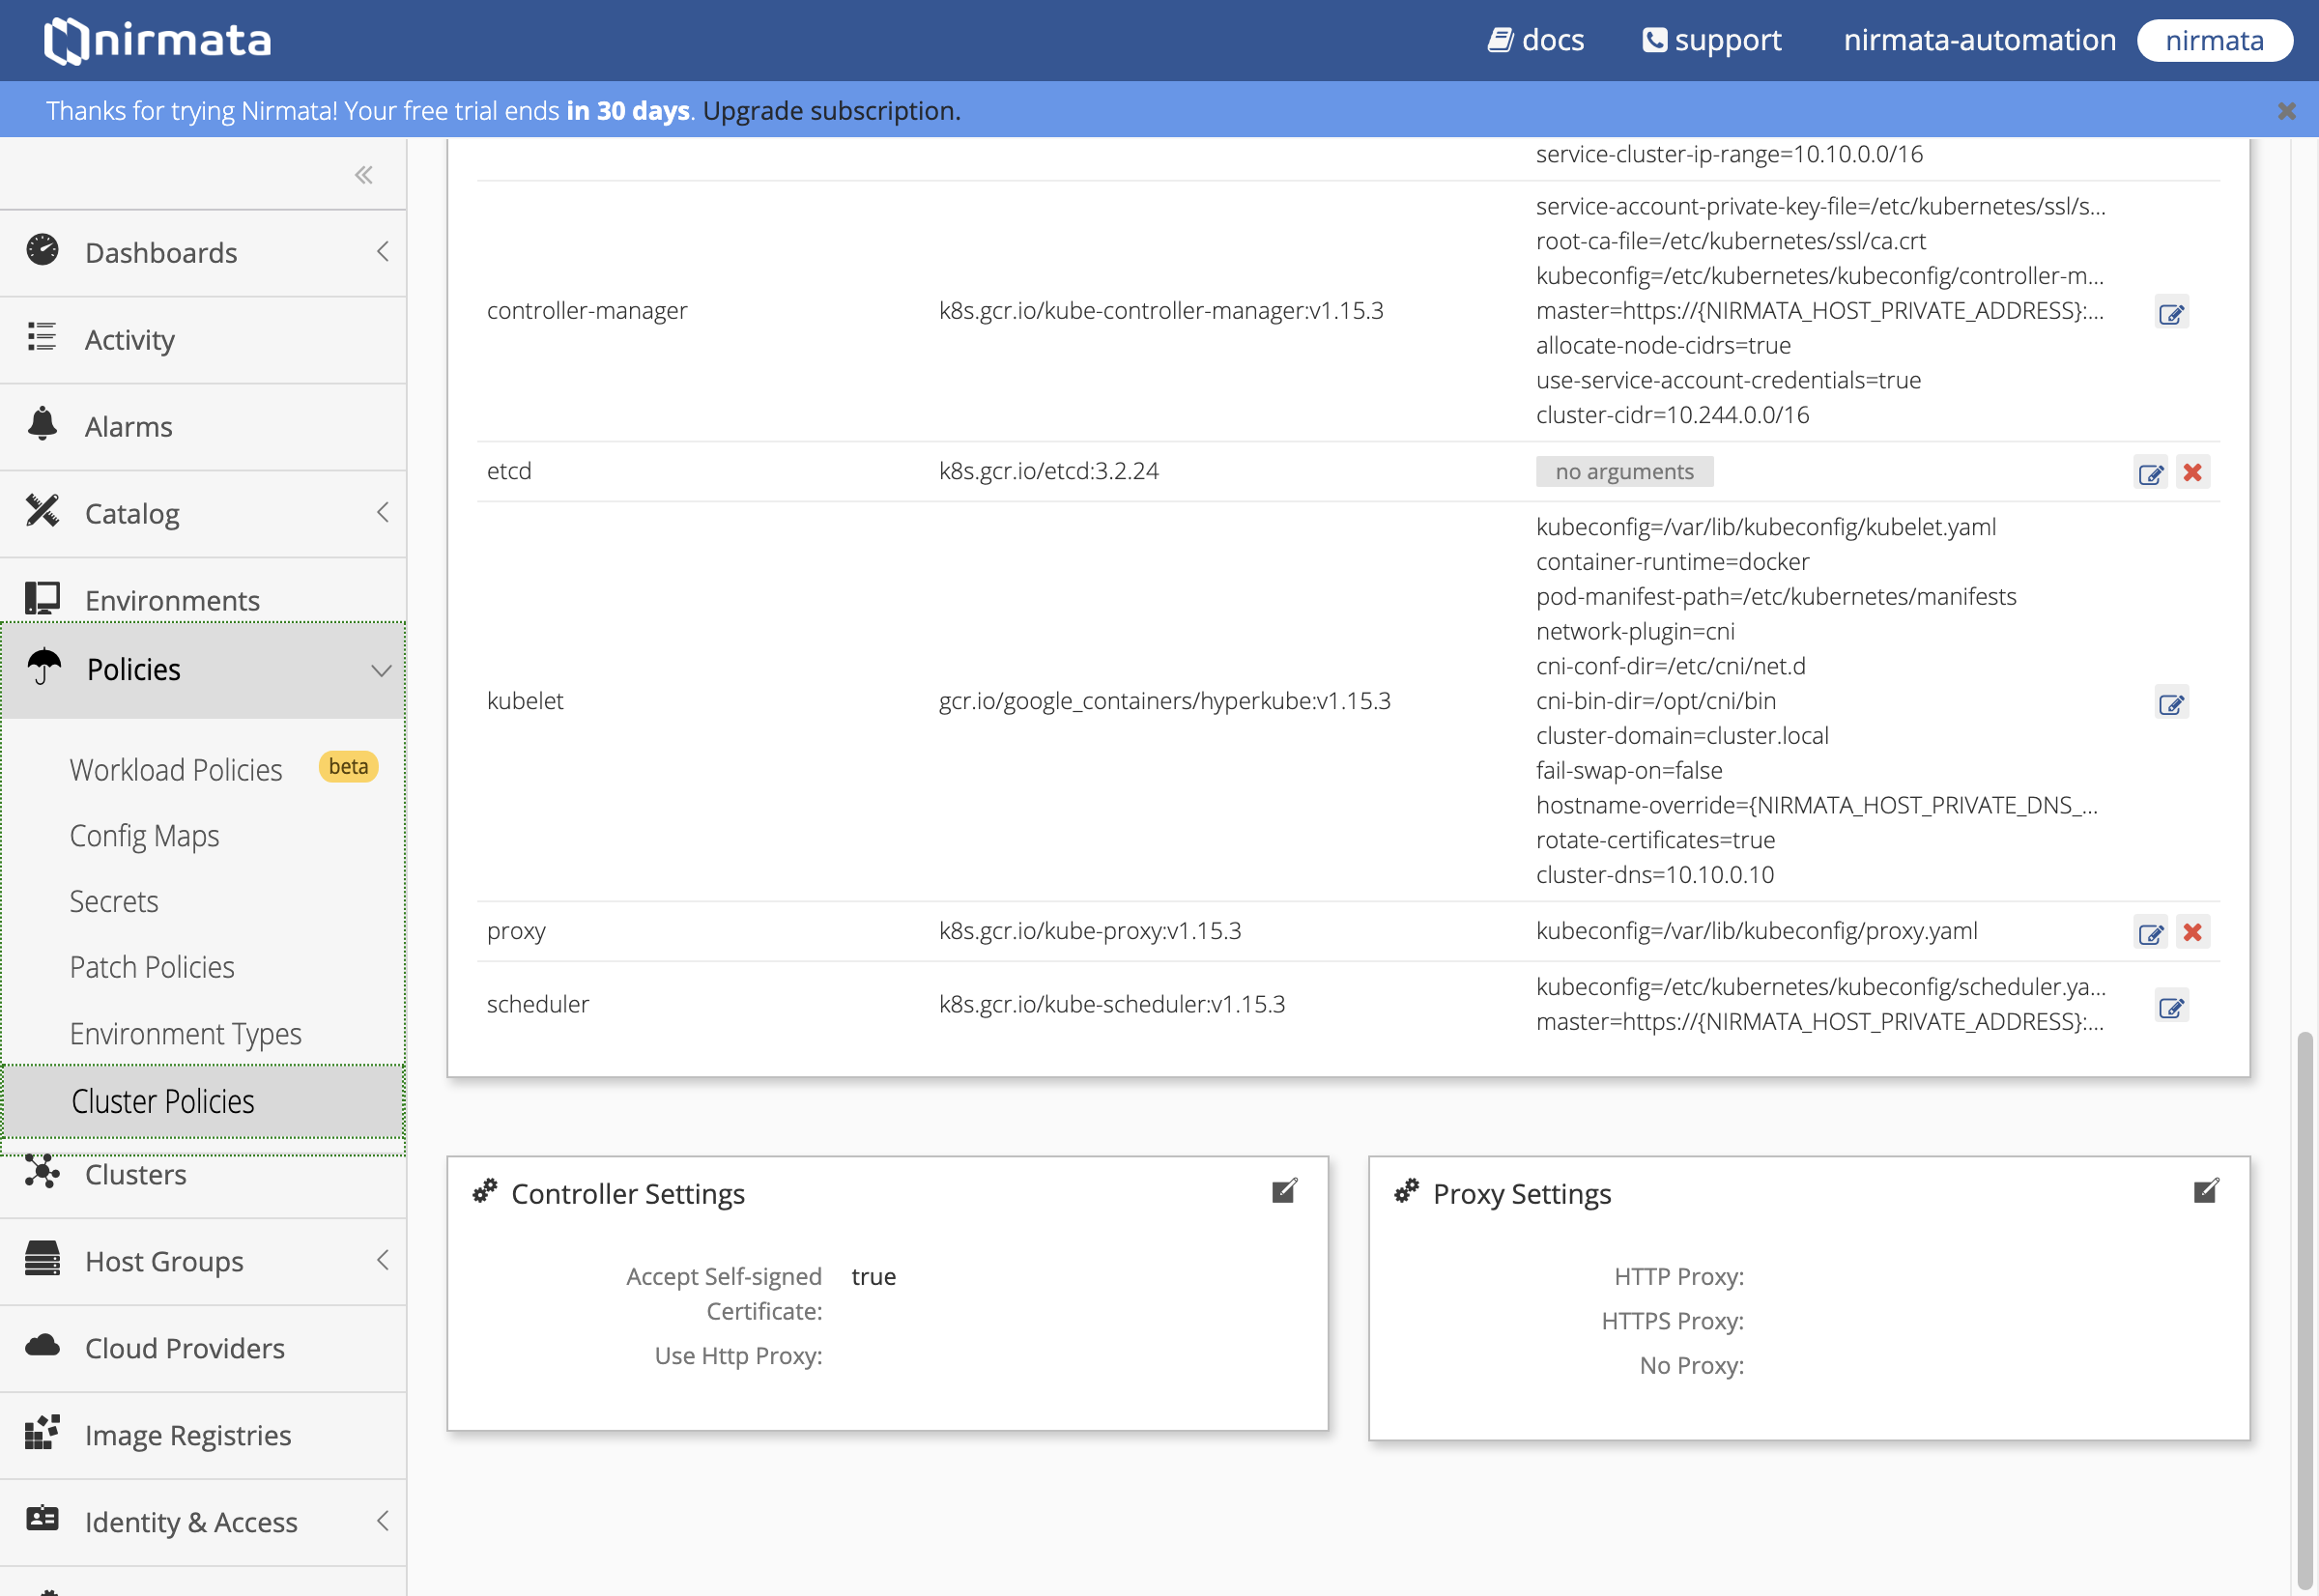 nirmata
docs
support
nirmata-automation
nirmata
Thanks for trying Nirmata! Your free trial ends in 30 days. Upgrade subscription.
Dashboards
Activity
Alarms
Catalog
Environments
Policies
Workload Policies beta
Config Maps
Secrets
Patch Policies
Environment Types
Cluster Policies
Clusters
Host Groups
Cloud Providers
Image Registries
Identity & Access
service-cluster-ip-range=10.10.0.0/16
controller-manager
k8s.gcr.io/kube-controller-manager:v1.15.3
service-account-private-key-file=/etc/kubernetes/ssl/s...
root-ca-file=/etc/kubernetes/ssl/ca.crt
kubeconfig=/etc/kubernetes/kubeconfig/controller-m...
master=https://{NIRMATA_HOST_PRIVATE_ADDRESS}:...
allocate-node-cidrs=true
use-service-account-credentials=true
cluster-cidr=10.244.0.0/16
etcd
k8s.gcr.io/etcd:3.2.24
no arguments
kubelet
gcr.io/google_containers/hyperkube:v1.15.3
kubeconfig=/var/lib/kubeconfig/kubelet.yaml
container-runtime=docker
pod-manifest-path=/etc/kubernetes/manifests
network-plugin=cni
cni-conf-dir=/etc/cni/net.d
cni-bin-dir=/opt/cni/bin
cluster-domain=cluster.local
fail-swap-on=false
hostname-override={NIRMATA_HOST_PRIVATE_DNS_...
rotate-certificates=true
cluster-dns=10.10.0.10
proxy
k8s.gcr.io/kube-proxy:v1.15.3
kubeconfig=/var/lib/kubeconfig/proxy.yaml
scheduler
k8s.gcr.io/kube-scheduler:v1.15.3
kubeconfig=/etc/kubernetes/kubeconfig/scheduler.ya...
master=https://{NIRMATA_HOST_PRIVATE_ADDRESS}:...
Controller Settings
Accept Self-signed true
Certificate:
Use Http Proxy:
Proxy Settings
HTTP Proxy:
HTTPS Proxy:
No Proxy: